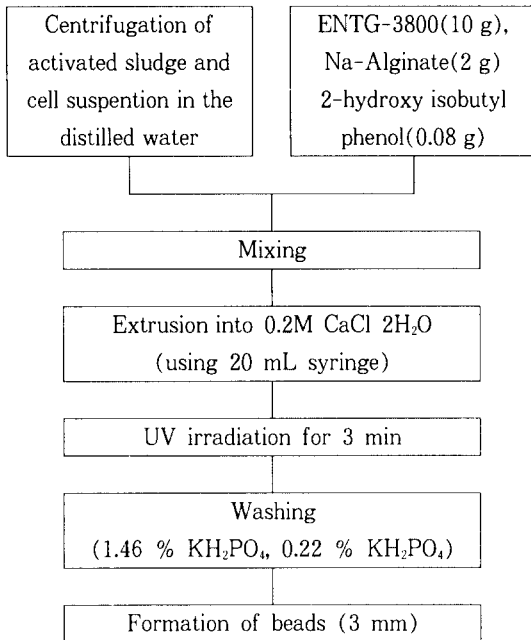 Centrifugation of
activated sludge and
cell suspention in the
distilled water
ENTG-3800(10 g),
Na-Alginate(2 g)
2-hydroxy isobutyl
phenol(0.08 g)
Mixing
Extrusion into 0.2M CaCl 2H₂O
(using 20 mL syringe)
UV irradiation for 3 min
Washing
(1.46 % KH₂PO₄, 0.22 % KH₂PO₄)
Formation of beads (3 mm)